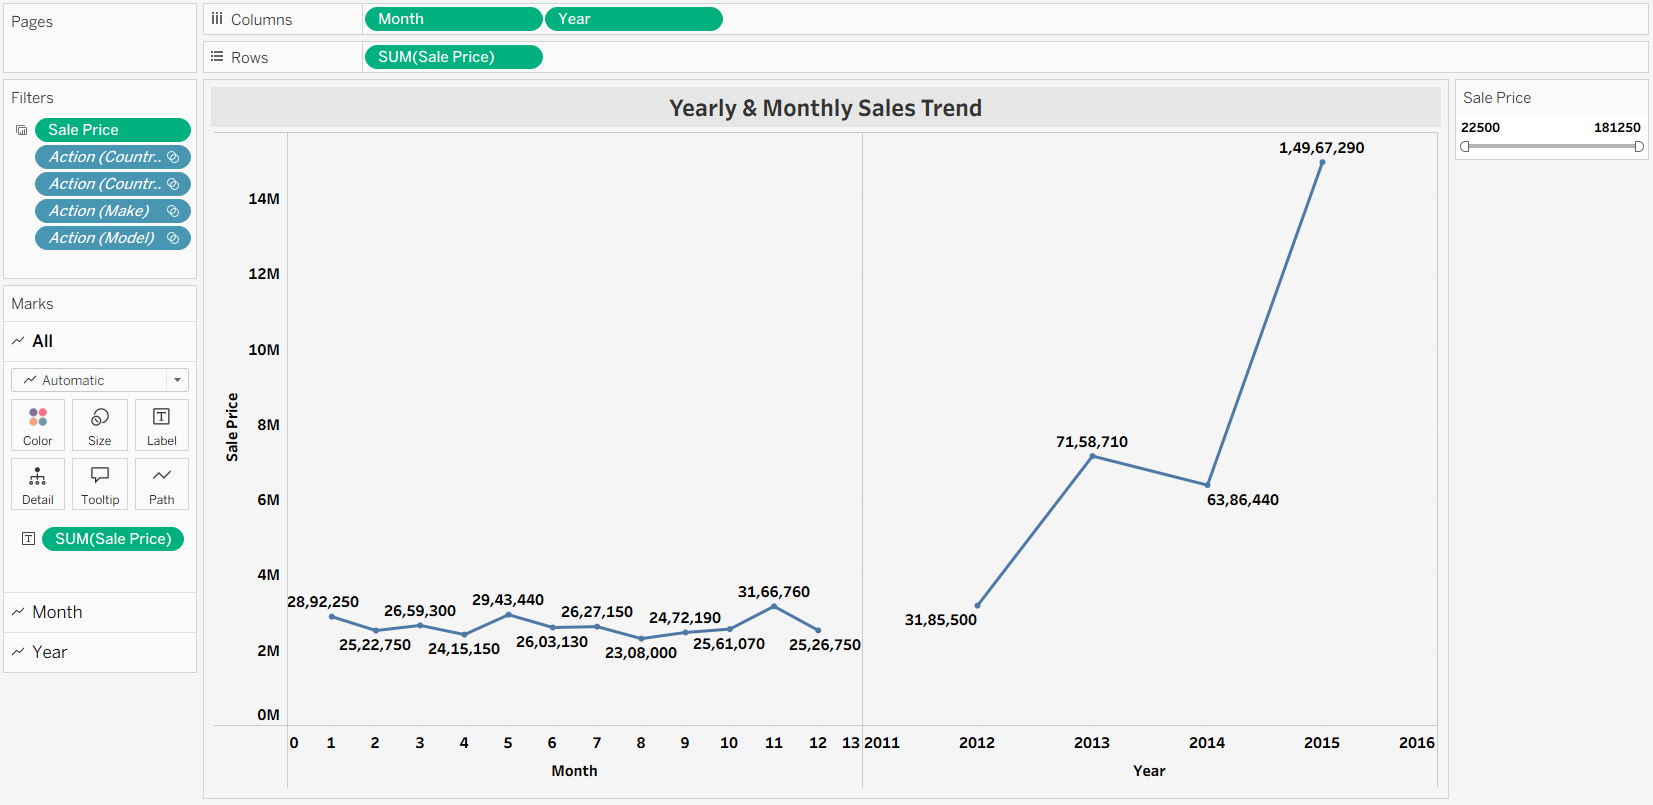 Pages
Columns
Month
Year
Rows
SUM(Sale Price)
Filters
Sale Price
Action (Countr..
Action (Countr..
Action (Make)
Action (Model)
Marks
All
Automatic
Color
Size
Label
Detail
Tooltip
Path
SUM(Sale Price)
Month
Year
Yearly & Monthly Sales Trend
Sale Price
14M
12M
10M
8M
6M
4M
2M
0M
28,92,250
25,22,750
26,59,300
24,15,150
29,43,440
26,03,130
26,27,150
23,08,000
24,72,190
25,61,070
31,66,760
25,26,750
0 1 2 3 4 5 6 7 8 9 10 11 12 13
Month
31,85,500
71,58,710
63,86,440
1,49,67,290
2011 2012 2013 2014 2015 2016
Year
Sale Price
22500 181250